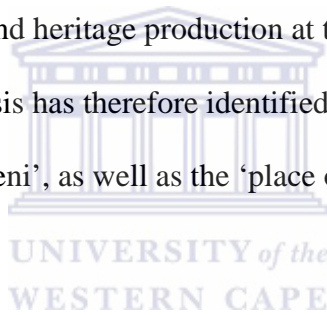 nd heritage production at t
sis has therefore identified
eni’, as well as the ‘place o
UNIVERSITY of the
WESTERN CAPE